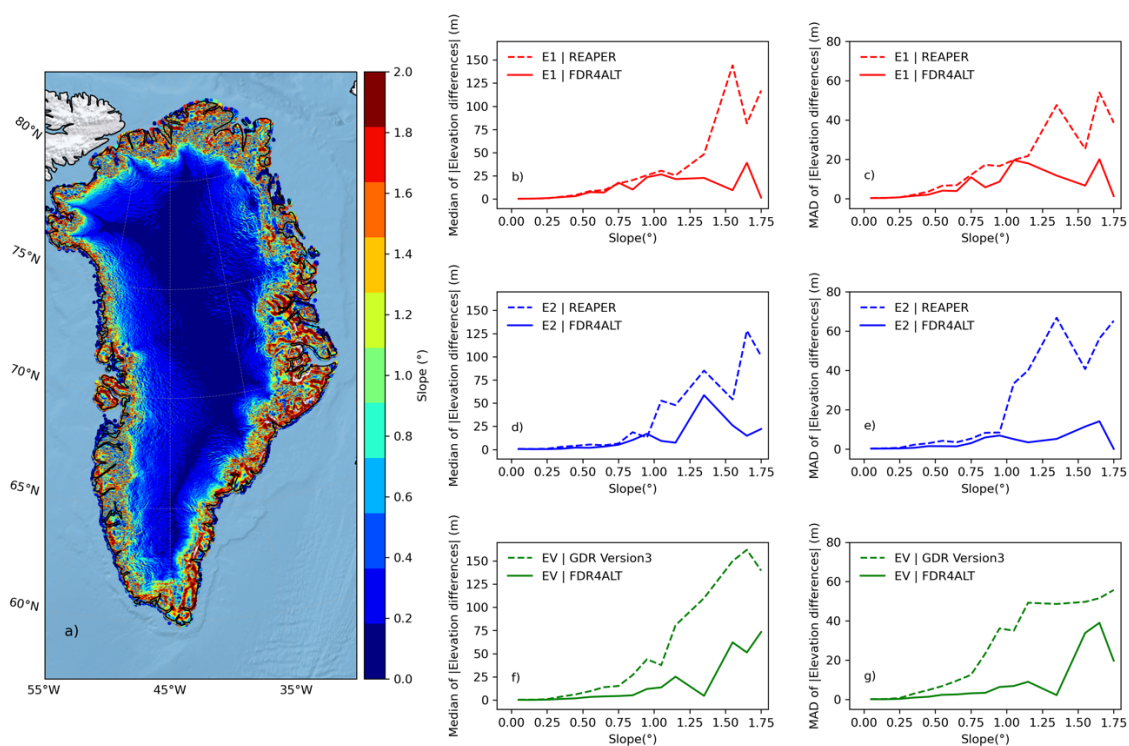 80°N
75°N
70°N
65°N
60°N
55°W
45°W
35°W
a)
2.0
1.8
1.6
1.4
1.2
1.0
0.8
0.6
0.4
0.2
0.0
Slope (°)
Median of |Elevation differences| (m)
150
125
100
75
50
25
0
E1 | REAPER
E1 | FDR4ALT
b)
0.00 0.25 0.50 0.75 1.00 1.25 1.50 1.75
Slope(°)
MAD of |Elevation differences| (m)
80
60
40
20
0
E1 | REAPER
E1 | FDR4ALT
c)
0.00 0.25 0.50 0.75 1.00 1.25 1.50 1.75
Slope(°)
Median of |Elevation differences| (m)
150
125
100
75
50
25
0
E2 | REAPER
E2 | FDR4ALT
d)
0.00 0.25 0.50 0.75 1.00 1.25 1.50 1.75
Slope(°)
MAD of |Elevation differences| (m)
80
60
40
20
0
E2 | REAPER
E2 | FDR4ALT
e)
0.00 0.25 0.50 0.75 1.00 1.25 1.50 1.75
Slope(°)
Median of |Elevation differences| (m)
150
125
100
75
50
25
0
EV | GDR Version3
EV | FDR4ALT
f)
0.00 0.25 0.50 0.75 1.00 1.25 1.50 1.75
Slope(°)
MAD of |Elevation differences| (m)
80
60
40
20
0
EV | GDR Version3
EV | FDR4ALT
g)
0.00 0.25 0.50 0.75 1.00 1.25 1.50 1.75
Slope(°)